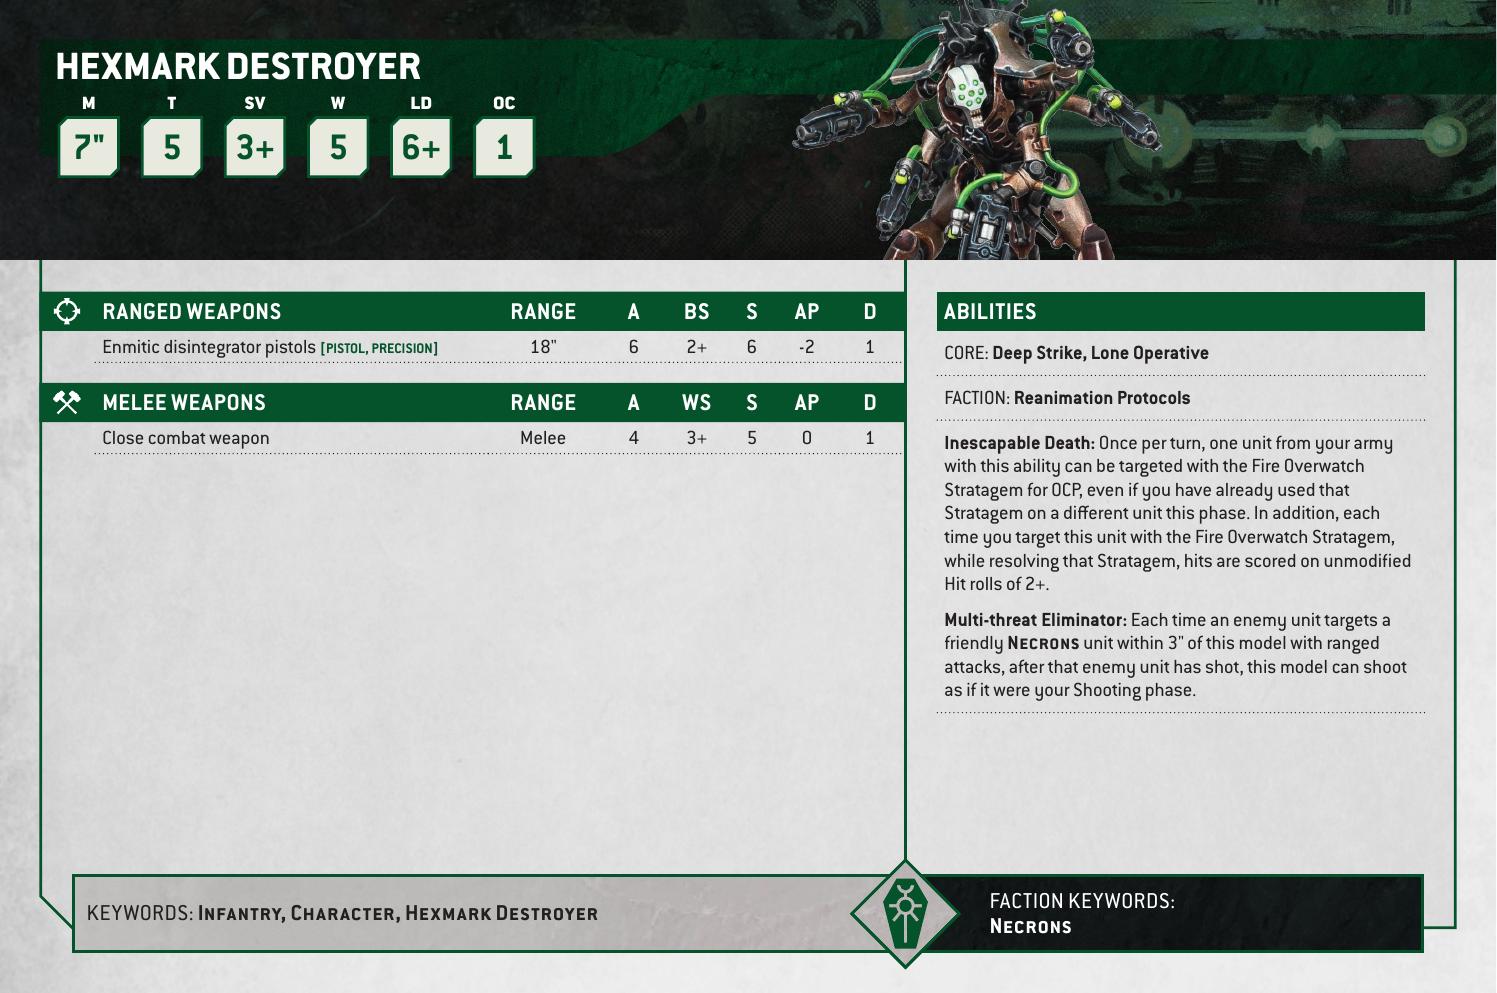 HEXMARK DESTROYER
M T SV W LD OC
7" 5 3+ 5 6+ 1
RANGED WEAPONS RANGE A BS S AP D
Enmitic disintegrator pistols [PISTOL, PRECISION] 18" 6 2+ 6 -2 1
MELEE WEAPONS RANGE A WS S AP D
Close combat weapon Melee 4 3+ 5 0 1
ABILITIES
CORE: Deep Strike, Lone Operative
FACTION: Reanimation Protocols
Inescapable Death: Once per turn, one unit from your army
with this ability can be targeted with the Fire Overwatch
Stratagem for 0CP, even if you have already used that
Stratagem on a different unit this phase. In addition, each
time you target this unit with the Fire Overwatch Stratagem,
while resolving that Stratagem, hits are scored on unmodified
Hit rolls of 2+.
Multi-threat Eliminator: Each time an enemy unit targets a
friendly NECRONS unit within 3" of this model with ranged
attacks, after that enemy unit has shot, this model can shoot
as if it were your Shooting phase.
KEYWORDS: INFANTRY, CHARACTER, HEXMARK DESTROYER
FACTION KEYWORDS:
NECRONS